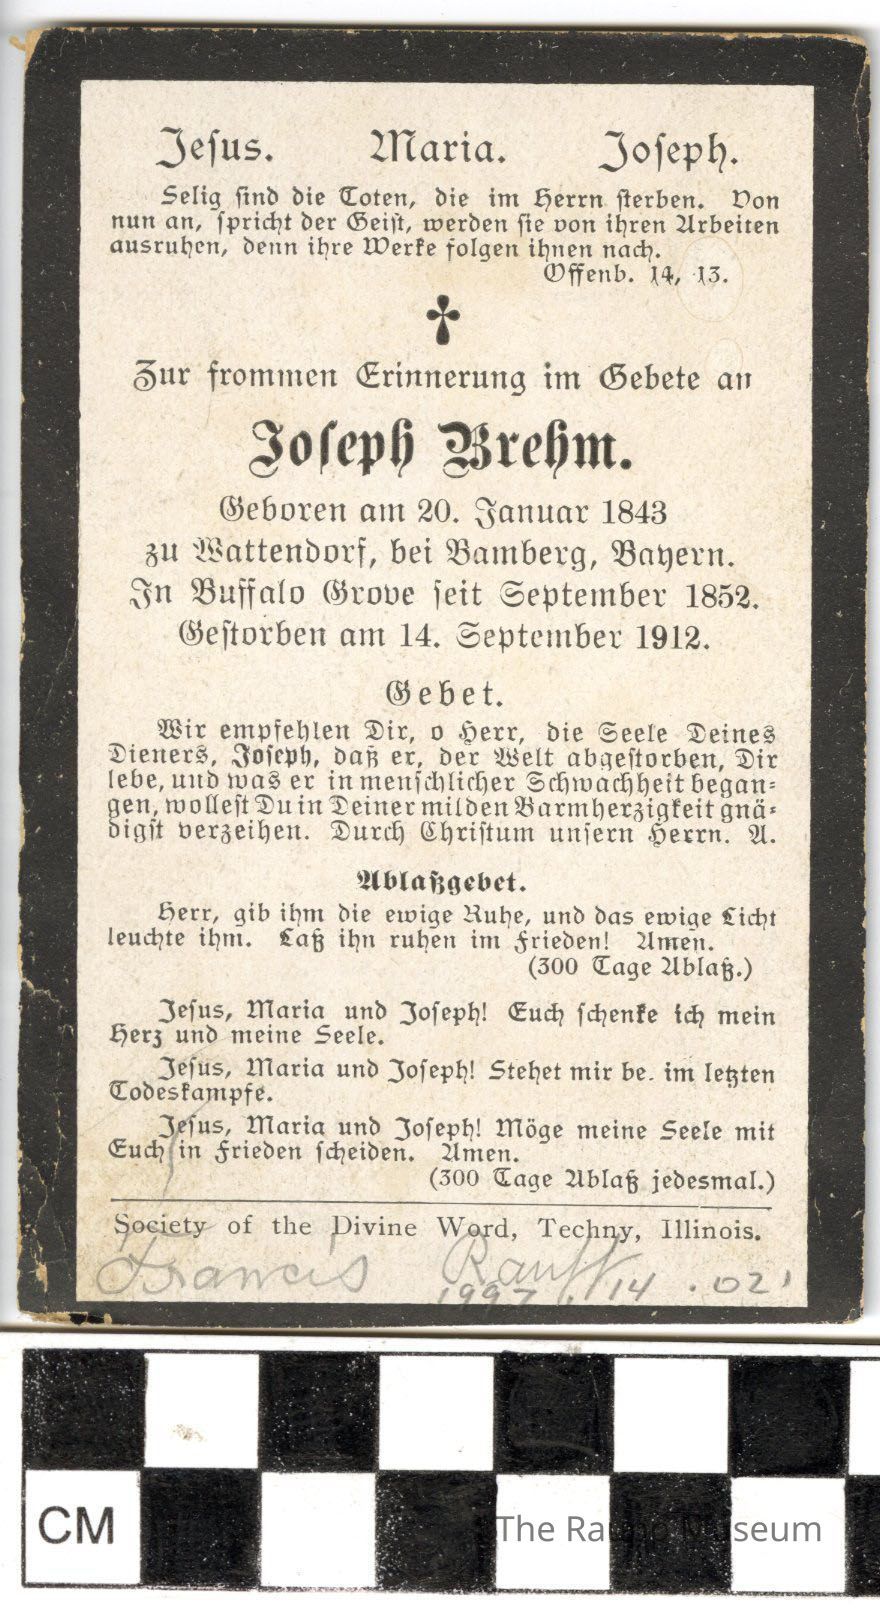 Jesus. Maria. Joseph.
Selig sind die Toten, die im Herrn sterben. Von
nun an, spricht der Geist, werden sie von ihren Arbeiten
ausruhen, denn ihre Werke folgen ihnen nach.
Offenb. 14, 13.
Zur frommen Erinnerung im Gebete an
Joseph Brehm.
Geboren am 20. Januar 1843
zu Wattendorf, bei Bamberg, Bayern.
In Buffalo Grove seit September 1852.
Gestorben am 14. September 1912.
Gebet.
Wir empfehlen Dir, o Herr, die Seele Deines
Dieners, Joseph, daß er, der Welt abgestorben, Dir
lebe, und was er in menschlicher Schwachheit began-
gen, wollest Du in Deiner milden Barmherzigkeit gnä-
digst verzeihen. Durch Christum unsern Herrn. A.
Ablaßgebet.
Herr, gib ihm die ewige Ruhe, und das ewige Licht
leuchte ihm. Laß ihn ruhen im Frieden! Amen.
(300 Tage Ablaß.)
Jesus, Maria und Joseph! Euch schenke ich mein
Herz und meine Seele.
Jesus, Maria und Joseph! Stehet mir be. im letzten
Todeskampfe.
Jesus, Maria und Joseph! Möge meine Seele mit
Euch in Frieden scheiden. Amen.
(300 Tage Ablaß jedesmal.)
Society of the Divine Word, Techny, Illinois.
Francis
1997.14.02
CM
The Raupp Museum